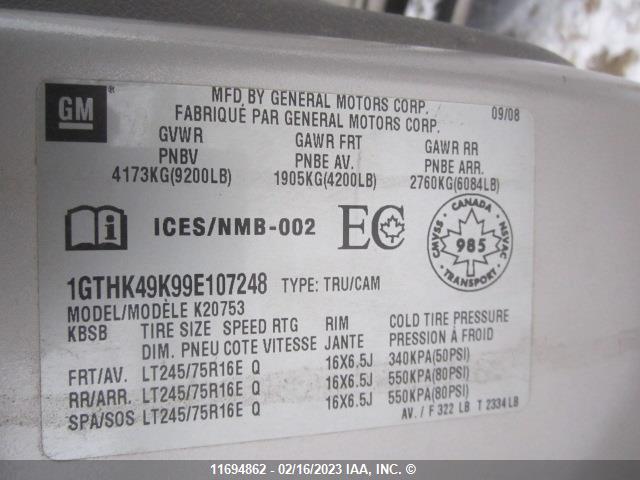 GM ®
MFD BY GENERAL MOTORS CORP. 09/08
FABRIQUÉ PAR GENERAL MOTORS CORP.
GVWR GAWR FRT GAWR RR
PNBV PNBE AV. PNBE ARR.
4173KG(9200LB) 1905KG(4200LB) 2760KG(6084LB)
ICES/NMB-002 EC
CANADA
CMVSS 985 NSVAC
TRANSPORT
1GTHK49K99E107248 TYPE: TRU/CAM
MODEL/MODÈLE K20753
KBSB TIRE SIZE SPEED RTG RIM COLD TIRE PRESSURE
DIM. PNEU COTE VITESSE JANTE PRESSION À FROID
FRT/AV. LT245/75R16E Q 16X6.5J 340KPA(50PSI)
RR/ARR. LT245/75R16E Q 16X6.5J 550KPA(80PSI)
SPA/SOS LT245/75R16E Q 16X6.5J 550KPA(80PSI)
AV. / F 322 LB T 2334 LB
11694862 - 02/16/2023 IAA, Inc. ©